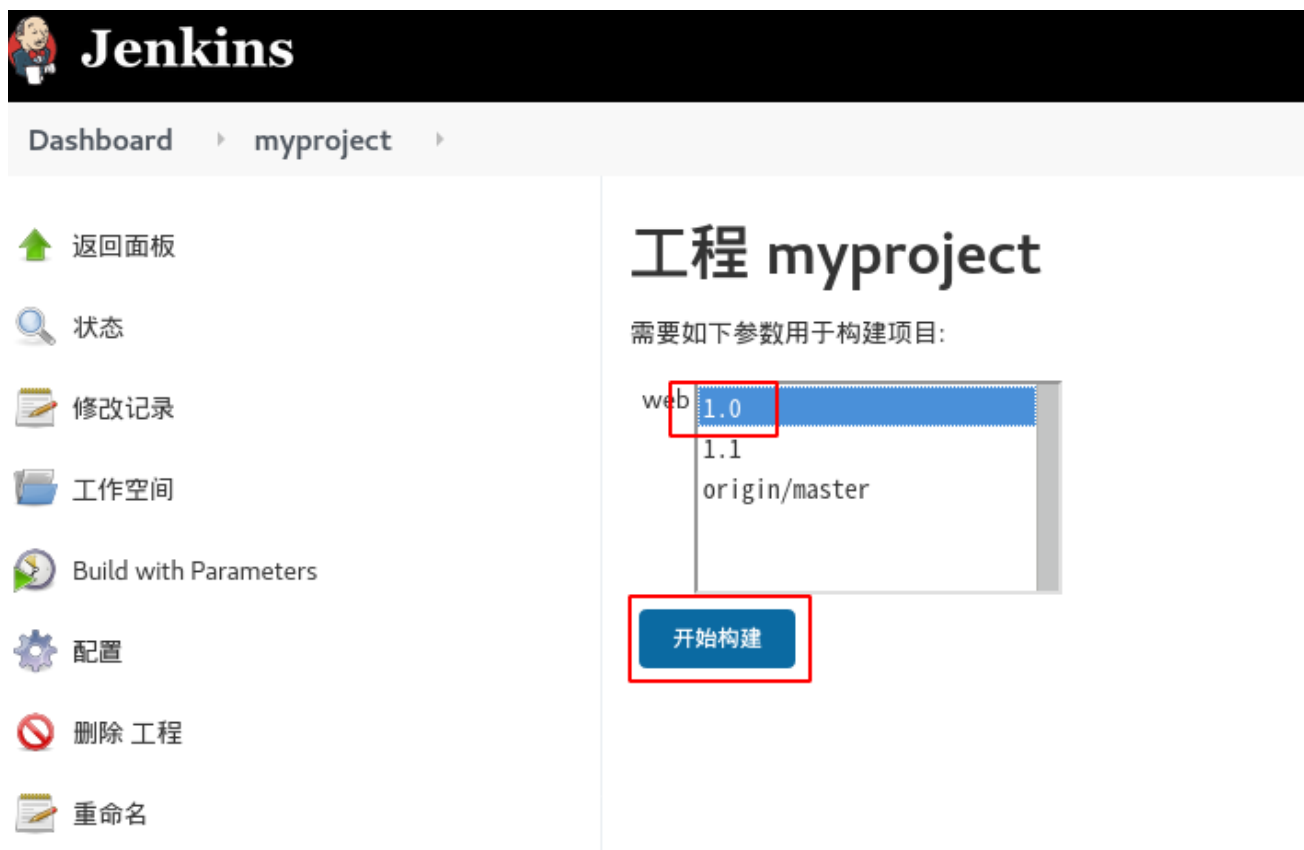 Jenkins
Dashboard myproject
返回面板
状态
修改记录
工作空间
Build with Parameters
配置
删除 工程
重命名
工程 myproject
需要如下参数用于构建项目:
web 1.0
1.1
origin/master
开始构建